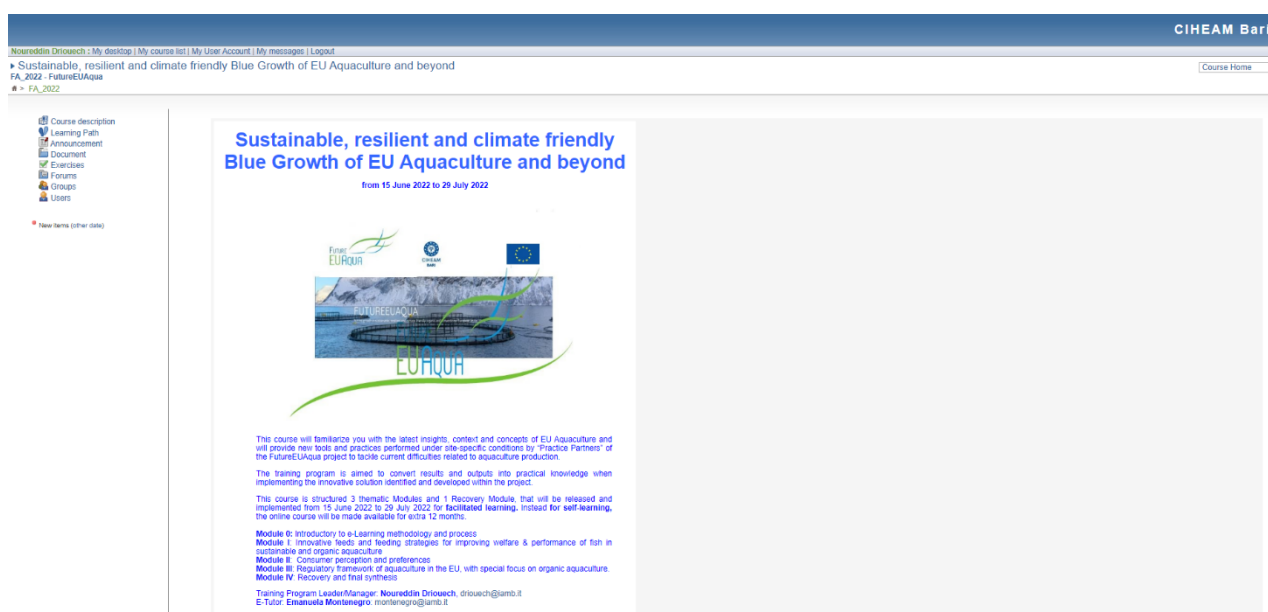 CIHEAM Bari
Noureddin Driouech : My desktop | My course list | My User Account | My messages | Logout
Sustainable, resilient and climate friendly Blue Growth of EU Aquaculture and beyond
FA_2022 - FutureEUAqua
Course Home
> FA_2022
Course description
Learning Path
Announcement
Document
Exercises
Forums
Groups
Users
New items (other date)
Sustainable, resilient and climate friendly
Blue Growth of EU Aquaculture and beyond
from 15 June 2022 to 29 July 2022
Future
EUAqua
CIHEAM
BARI
FUTUREEUAQUA
EUAqua
This course will familiarize you with the latest insights, context and concepts of EU Aquaculture and
will provide new tools and practices performed under site-specific conditions by "Practice Partners" of
the FutureEUAqua project to tackle current difficulties related to aquaculture production.
The training program is aimed to convert results and outputs into practical knowledge when
implementing the innovative solution identified and developed within the project.
This course is structured 3 thematic Modules and 1 Recovery Module, that will be released and
implemented from 15 June 2022 to 29 July 2022 for facilitated learning. Instead for self-learning,
the online course will be made available for extra 12 months.
Module 0: Introductory to e-Learning methodology and process
Module I: Innovative feeds and feeding strategies for improving welfare & performance of fish in
sustainable and organic aquaculture
Module II: Consumer perception and preferences
Module III: Regulatory framework of aquaculture in the EU, with special focus on organic aquaculture.
Module IV: Recovery and final synthesis
Training Program Leader/Manager: Noureddin Driouech, driouech@iamb.it
E-Tutor: Emanuela Montenegro: montenegro@iamb.it